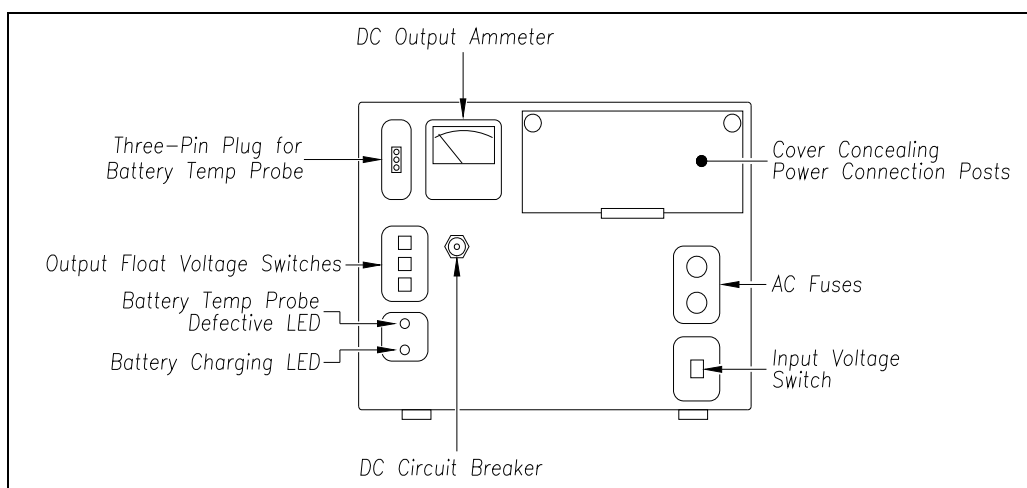 DC Output Ammeter
Three-Pin Plug for
Battery Temp Probe
Cover Concealing
Power Connection Posts
Output Float Voltage Switches
AC Fuses
Battery Temp Probe
Defective LED
Battery Charging LED
Input Voltage
Switch
DC Circuit Breaker